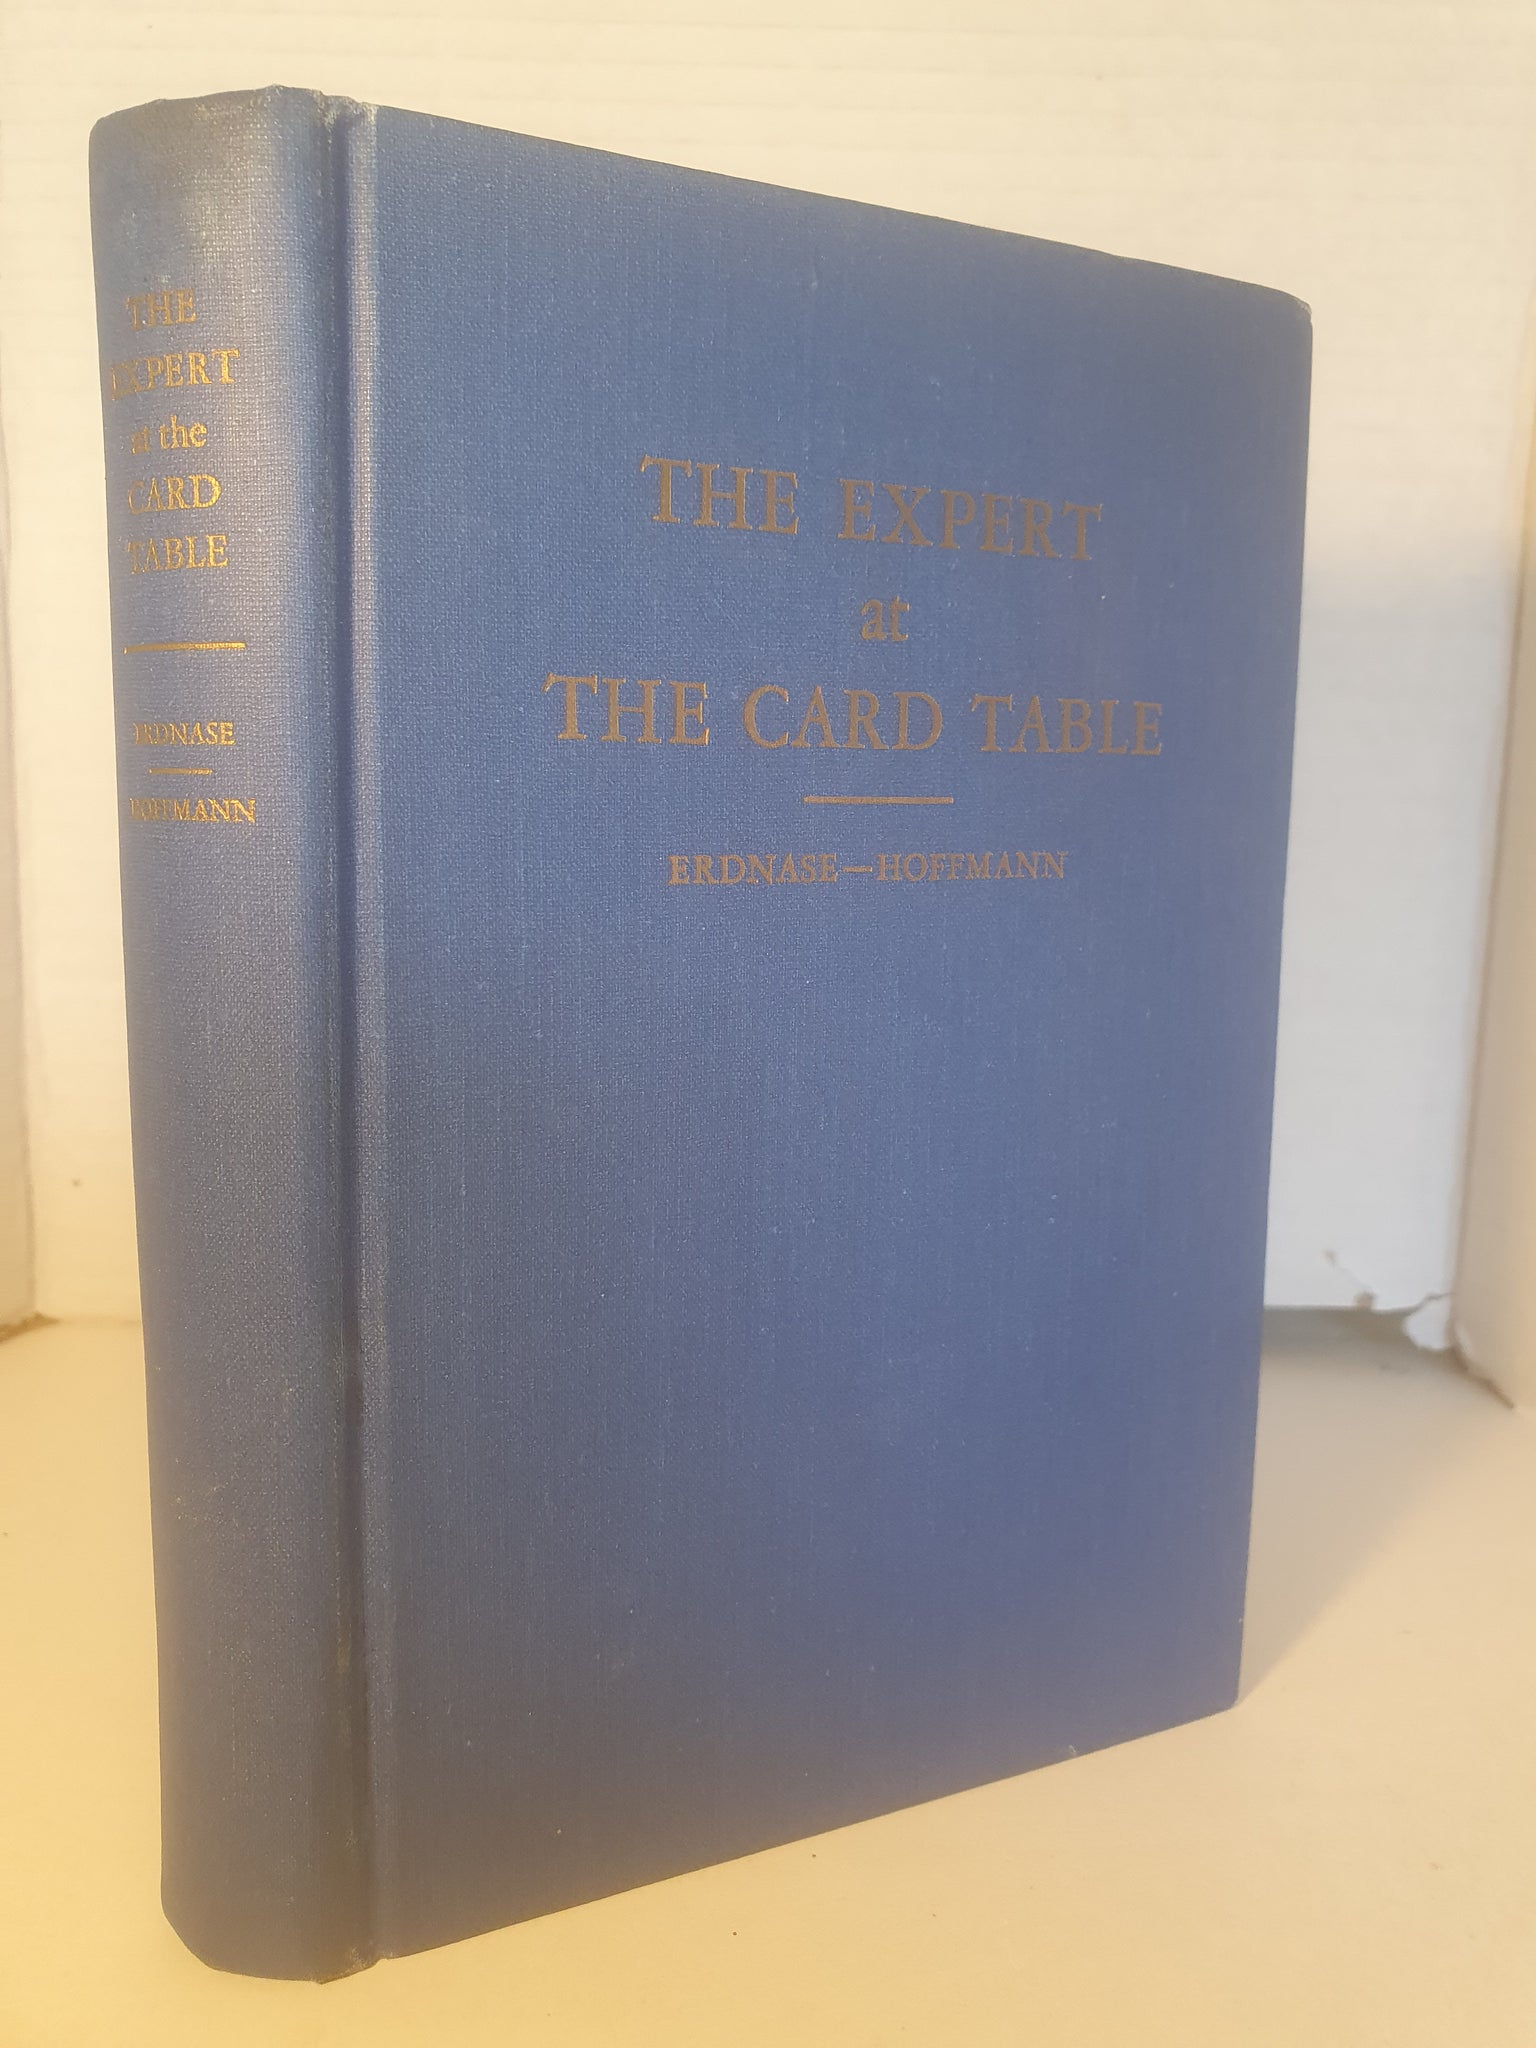 THE
EXPERT
at the
CARD
TABLE
ERDNASE
HOFFMANN
THE EXPERT
at
THE CARD TABLE
ERDNASE—HOFFMANN